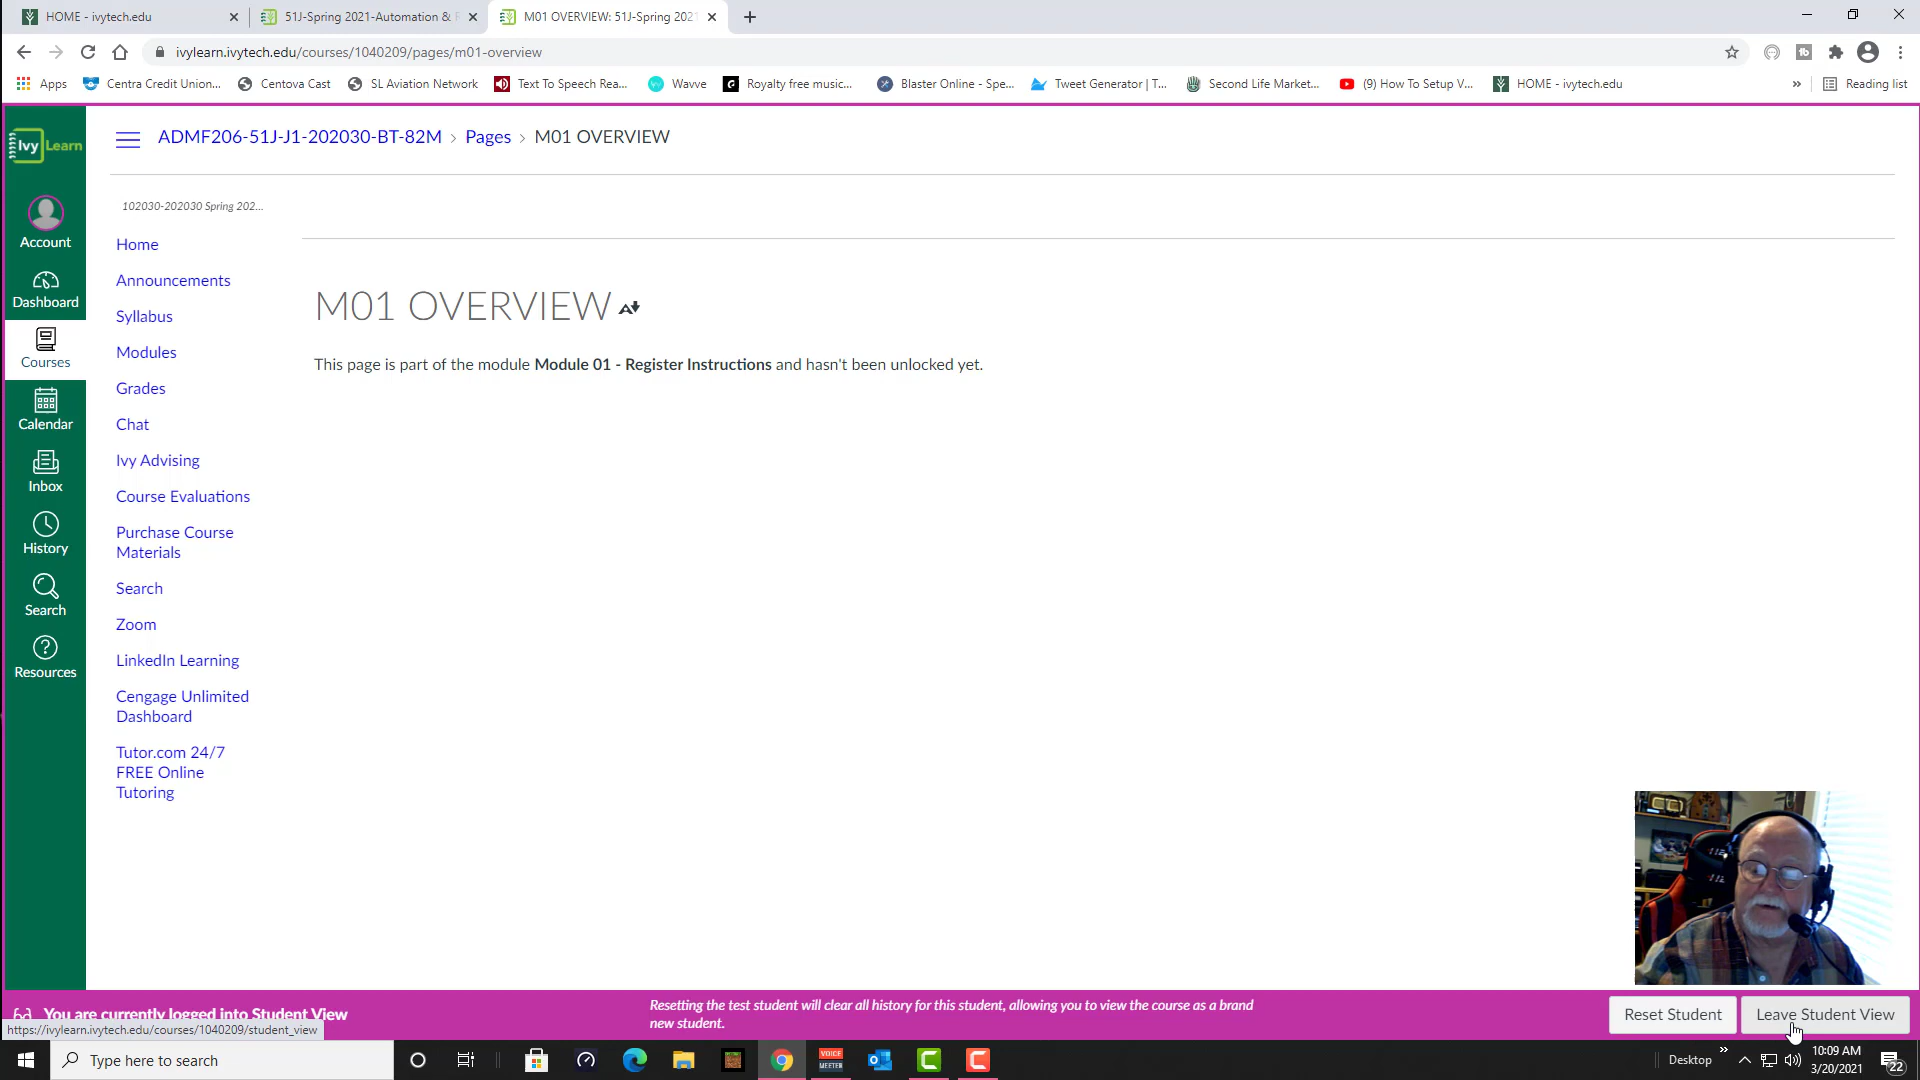 HOME - ivytech.edu
51J-Spring 2021-Automation &
M01 OVERVIEW: 51J-Spring 2021
ivylearn.ivytech.edu/courses/1040209/pages/m01-overview
Apps
Centra Credit Union...
Centova Cast
SL Aviation Network
Text To Speech Rea...
Wavve
Royalty free music...
Blaster Online - Spe...
Tweet Generator | T...
Second Life Market...
(9) How To Setup V...
HOME - ivytech.edu
»
Reading list
Ivy Learn
ADMF206-51J-J1-202030-BT-82M › Pages › M01 OVERVIEW
Account
Dashboard
Courses
Calendar
Inbox
History
Search
Resources
102030-202030 Spring 202...
Home
Announcements
Syllabus
Modules
Grades
Chat
Ivy Advising
Course Evaluations
Purchase Course
Materials
Search
Zoom
LinkedIn Learning
Cengage Unlimited
Dashboard
Tutor.com 24/7
FREE Online
Tutoring
M01 OVERVIEW
This page is part of the module Module 01 - Register Instructions and hasn't been unlocked yet.
You are currently logged into Student View
Resetting the test student will clear all history for this student, allowing you to view the course as a brand
new student.
Reset Student
Leave Student View
https://ivylearn.ivytech.edu/courses/1040209/student_view
Type here to search
VOICE
MEETER
Desktop
»
10:09 AM
3/20/2021
22